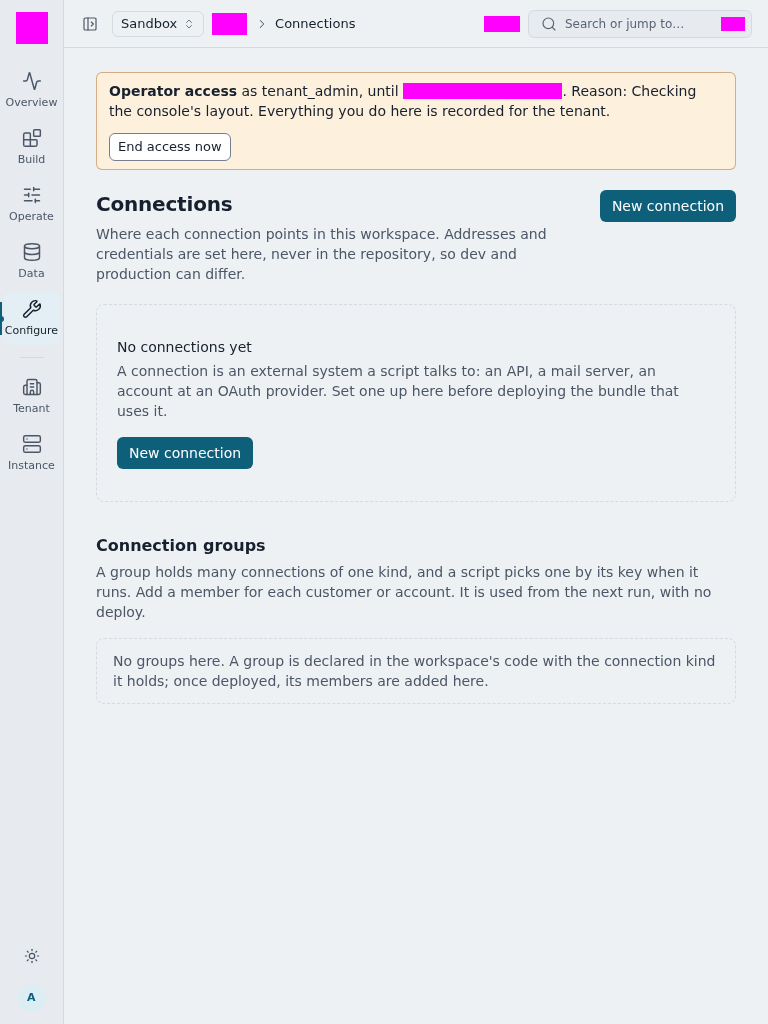 Sandbox
Connections
Search or jump to…
Overview
Build
Operate
Data
Configure
Tenant
Instance
A
Operator access as tenant_admin, until . Reason: Checking
the console's layout. Everything you do here is recorded for the tenant.
End access now
Connections
New connection
Where each connection points in this workspace. Addresses and
credentials are set here, never in the repository, so dev and
production can differ.
No connections yet
A connection is an external system a script talks to: an API, a mail server, an
account at an OAuth provider. Set one up here before deploying the bundle that
uses it.
New connection
Connection groups
A group holds many connections of one kind, and a script picks one by its key when it
runs. Add a member for each customer or account. It is used from the next run, with no
deploy.
No groups here. A group is declared in the workspace's code with the connection kind
it holds; once deployed, its members are added here.